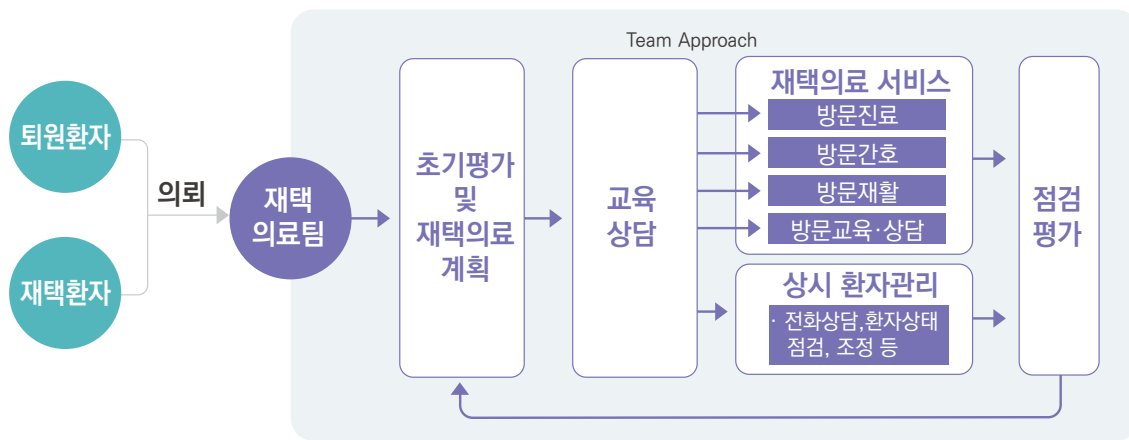 Team Approach
퇴원환자
재택환자
의뢰
재택
의료팀
초기평가
및
재택의료
계획
교육
상담
재택의료 서비스
방문진료
방문간호
방문재활
방문교육·상담
상시 환자관리
· 전화상담,환자상태
점검, 조정 등
점검
평가